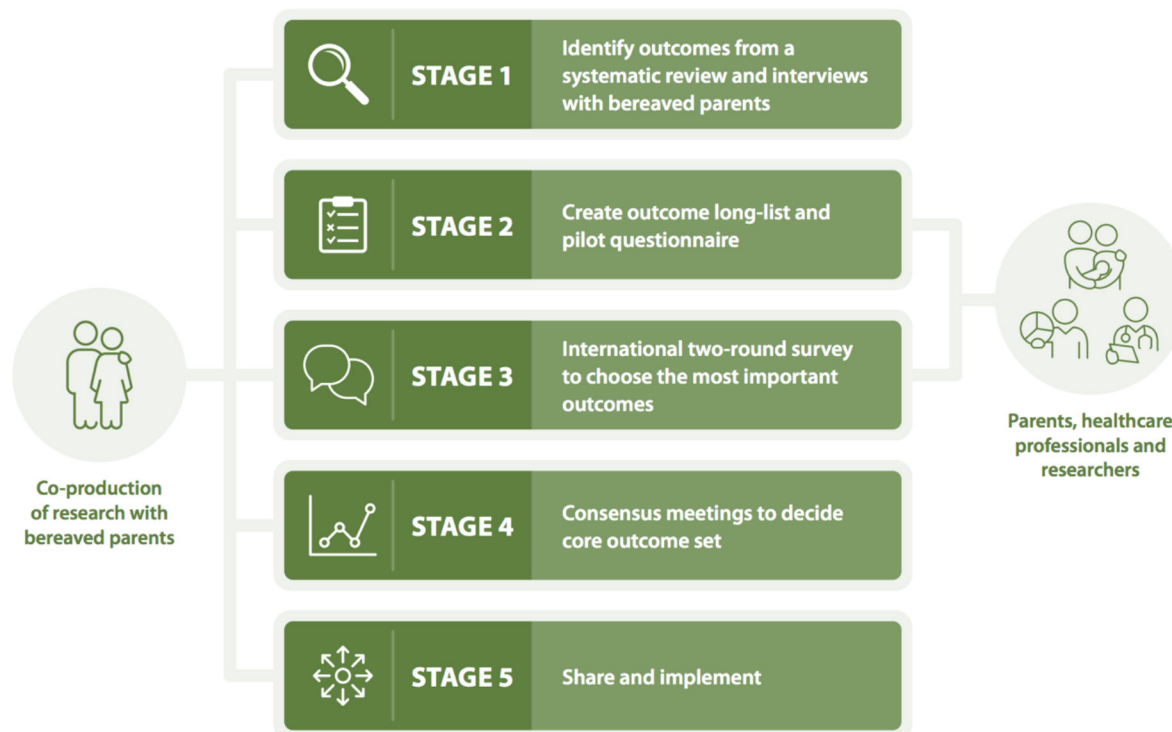 STAGE 1
Identify outcomes from a
systematic review and interviews
with bereaved parents
STAGE 2
Create outcome long-list and
pilot questionnaire
STAGE 3
International two-round survey
to choose the most important
outcomes
STAGE 4
Consensus meetings to decide
core outcome set
STAGE 5
Share and implement
Co-production
of research with
bereaved parents
Parents, healthcare
professionals and
researchers